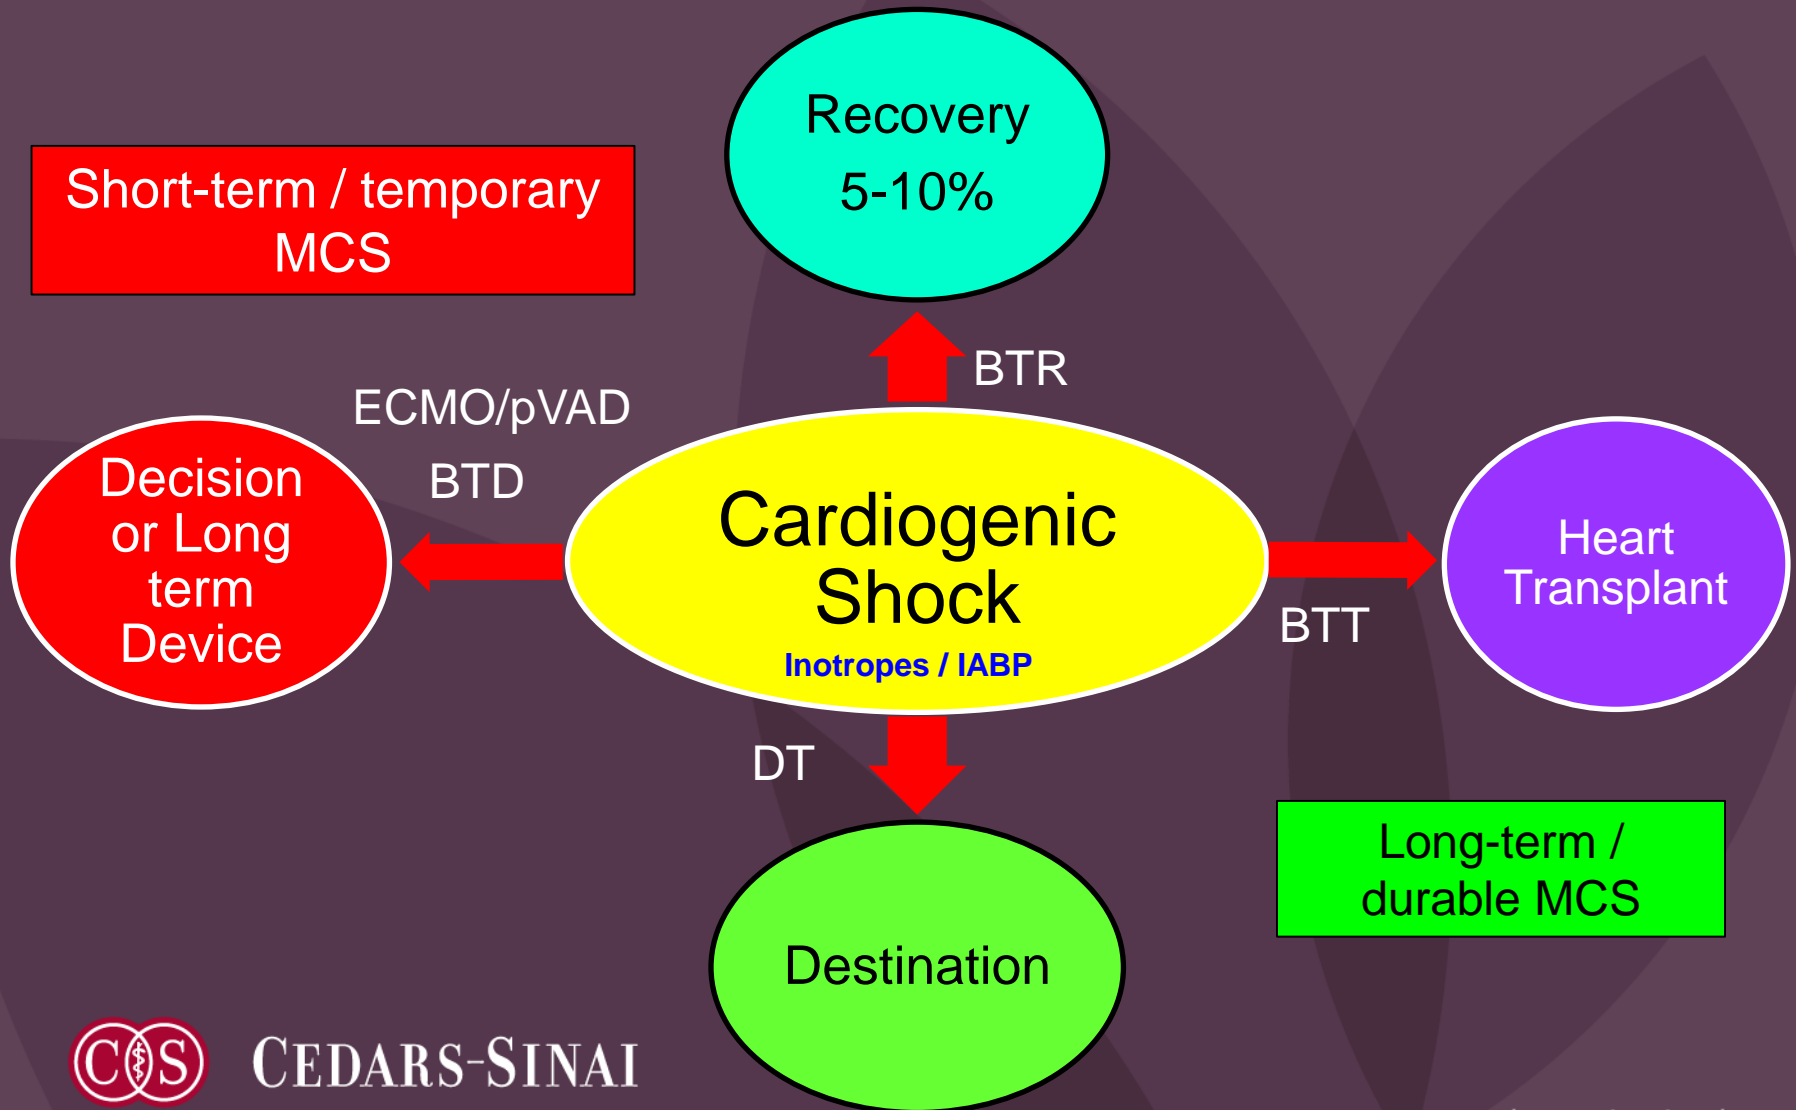 Recovery
5-10%
Short-term / temporary
MCS
BTR
ECMO/pVAD
BTD
Decision
or Long
term
Device
Cardiogenic
Shock
Inotropes / IABP
Heart
Transplant
BTT
DT
Long-term /
durable MCS
Destination
CS
CEDARS-SINAI